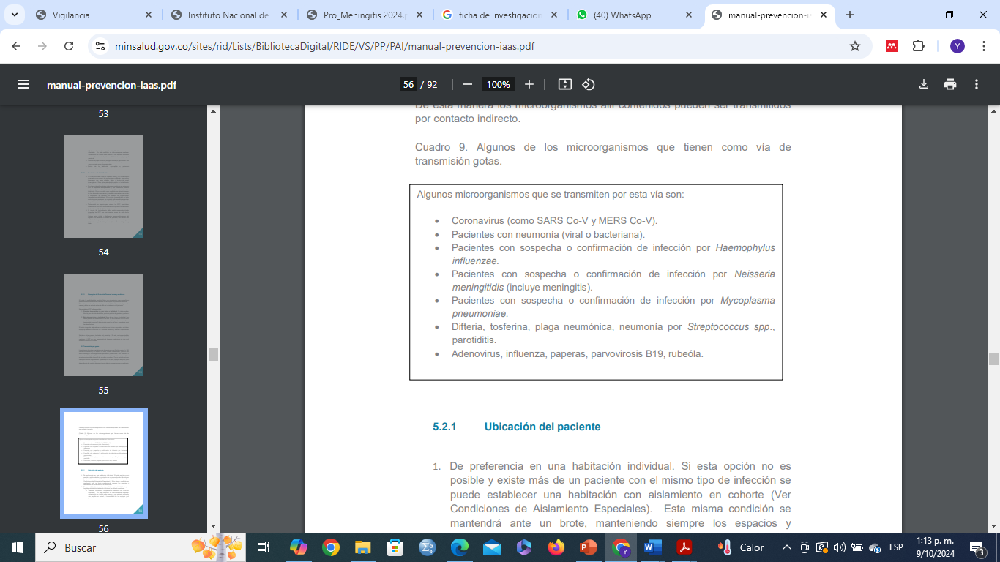 Vigilancia
Instituto Nacional de
Pro_Meningitis 2024.p
ficha de investigacion
(40) WhatsApp
manual-prevencion-ia
minsalud.gov.co/sites/rid/Lists/BibliotecaDigital/RIDE/VS/PP/PAI/manual-prevencion-iaas.pdf
Y
manual-prevencion-iaas.pdf
56 / 92
100%
53
54
55
56
De esta manera los microorganismos allí contenidos pueden ser transmitidos
por contacto indirecto.
Cuadro 9. Algunos de los microorganismos que tienen como vía de
transmisión gotas.
Algunos microorganismos que se transmiten por esta vía son:
• Coronavirus (como SARS Co-V y MERS Co-V).
• Pacientes con neumonía (viral o bacteriana).
• Pacientes con sospecha o confirmación de infección por Haemophylus
influenzae.
• Pacientes con sospecha o confirmación de infección por Neisseria
meningitidis (incluye meningitis).
• Pacientes con sospecha o confirmación de infección por Mycoplasma
pneumoniae.
• Difteria, tosferina, plaga neumónica, neumonía por Streptococcus spp.,
parotiditis.
• Adenovirus, influenza, paperas, parvovirosis B19, rubeóla.
5.2.1 Ubicación del paciente
1. De preferencia en una habitación individual. Si esta opción no es
posible y existe más de un paciente con el mismo tipo de infección se
puede establecer una habitación con aislamiento en cohorte (Ver
Condiciones de Aislamiento Especiales). Esta misma condición se
mantendrá ante un brote, manteniendo siempre los espacios y
Buscar
Calor
ESP
1:13 p. m.
9/10/2024
3